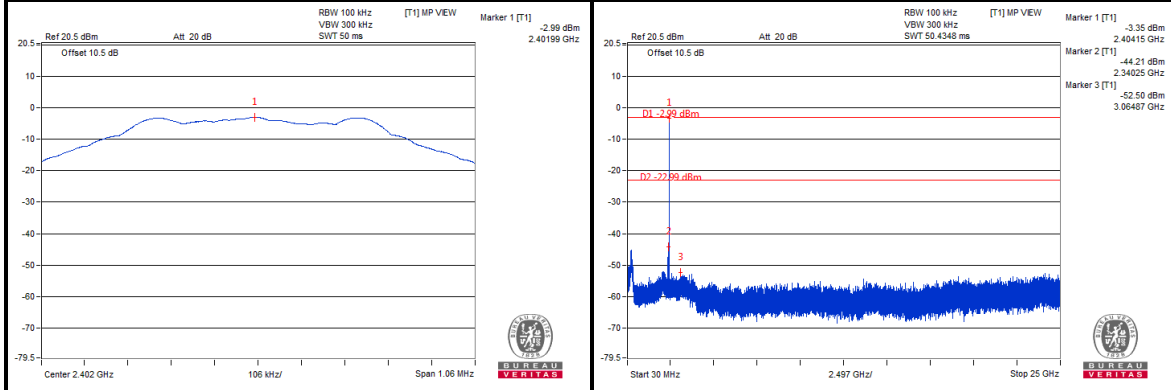 RBW 100 kHz [T1] MP VIEW
VBW 300 kHz
Ref 20.5 dBm Att 20 dB SWT 50 ms
Marker 1 [T1]
-2.99 dBm
2.40199 GHz
20.5
Offset 10.5 dB
10
0
-10
-20
-30
-40
-50
-60
-70
-79.5
1
Center 2.402 GHz 106 kHz/ Span 1.06 MHz
BUREAU VERITAS
1828
BUREAU
VERITAS
RBW 100 kHz [T1] MP VIEW
VBW 300 kHz
Ref 20.5 dBm Att 20 dB SWT 50.4348 ms
Marker 1 [T1]
-3.35 dBm
2.40415 GHz
Marker 2 [T1]
-44.21 dBm
2.34025 GHz
Marker 3 [T1]
-52.50 dBm
3.06487 GHz
20.5
Offset 10.5 dB
10
0
-10
-20
-30
-40
-50
-60
-70
-79.5
1
D1 -2.99 dBm
D2 -22.99 dBm
2
3
Start 30 MHz 2.497 GHz/ Stop 25 GHz
BUREAU VERITAS
1828
BUREAU
VERITAS